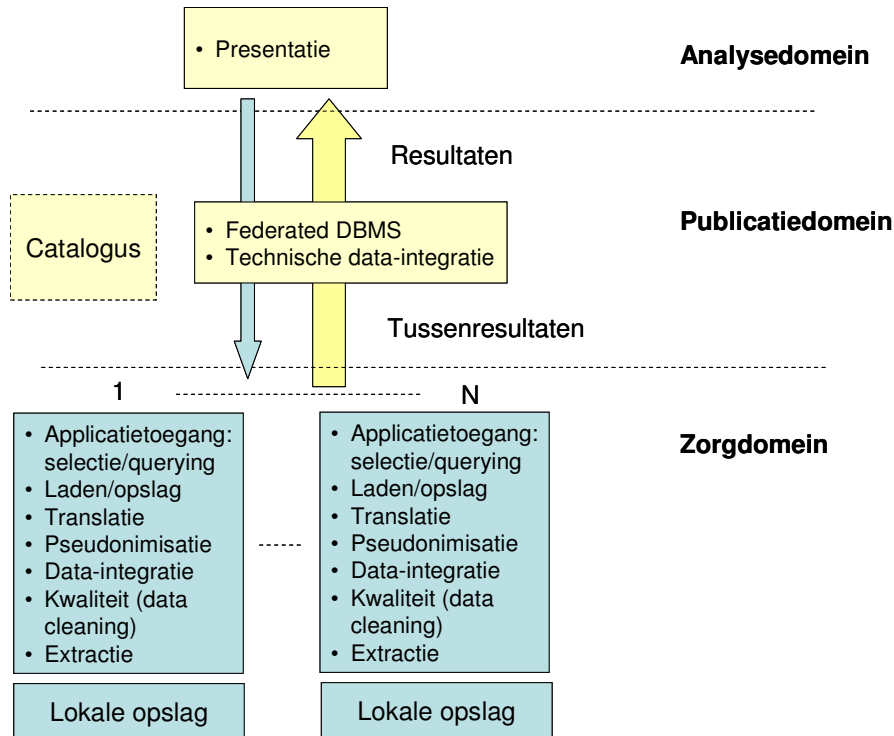 • Presentatie
Analysedomein
Resultaten
Catalogus
• Federated DBMS
• Technische data-integratie
Publicatiedomein
Tussenresultaten
1
N
Zorgdomein
• Applicatietoegang:
selectie/querying
• Laden/opslag
• Translatie
• Pseudonimisatie
• Data-integratie
• Kwaliteit (data
cleaning)
• Extractie
• Applicatietoegang:
selectie/querying
• Laden/opslag
• Translatie
• Pseudonimisatie
• Data-integratie
• Kwaliteit (data
cleaning)
• Extractie
Lokale opslag
Lokale opslag